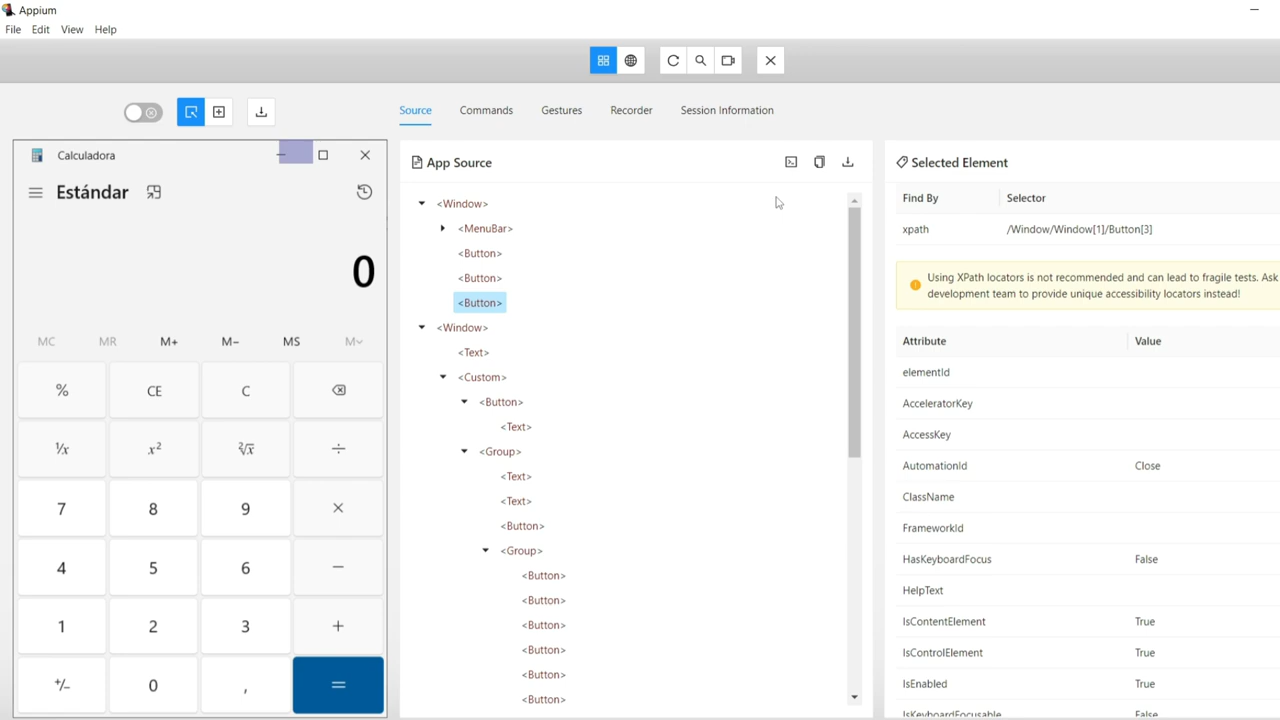 Appium
File Edit View Help
Source Commands Gestures Recorder Session Information
Calculadora
Estándar
0
MC MR M+ M− MS M˅
% CE C
¹⁄x x² ²√x ÷
7 8 9 ×
4 5 6 −
1 2 3 +
+/− 0 , =
App Source
<Window>
<MenuBar>
<Button>
<Button>
<Button>
<Window>
<Text>
<Custom>
<Button>
<Text>
<Group>
<Text>
<Text>
<Button>
<Group>
<Button>
<Button>
<Button>
<Button>
<Button>
<Button>
Selected Element
Find By Selector
xpath /Window/Window[1]/Button[3]
Using XPath locators is not recommended and can lead to fragile tests. Ask
development team to provide unique accessibility locators instead!
Attribute Value
elementId
AcceleratorKey
AccessKey
AutomationId Close
ClassName
FrameworkId
HasKeyboardFocus False
HelpText
IsContentElement True
IsControlElement True
IsEnabled True
IsKeyboardFocusable False